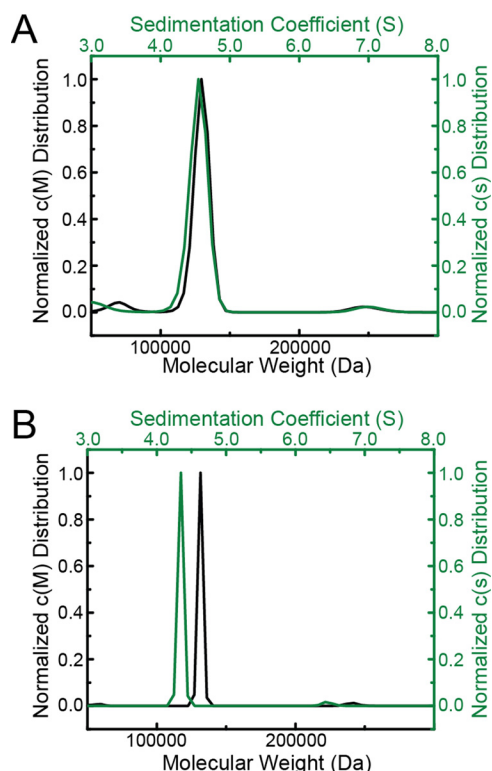 A
Sedimentation Coefficient (S)
3.0 4.0 5.0 6.0 7.0 8.0
Normalized c(M) Distribution
1.0
0.8
0.6
0.4
0.2
0.0
1.0
0.8
0.6
0.4
0.2
0.0
Normalized c(s) Distribution
100000 200000
Molecular Weight (Da)
B
Sedimentation Coefficient (S)
3.0 4.0 5.0 6.0 7.0 8.0
Normalized c(M) Distribution
1.0
0.8
0.6
0.4
0.2
0.0
1.0
0.8
0.6
0.4
0.2
0.0
Normalized c(s) Distribution
100000 200000
Molecular Weight (Da)